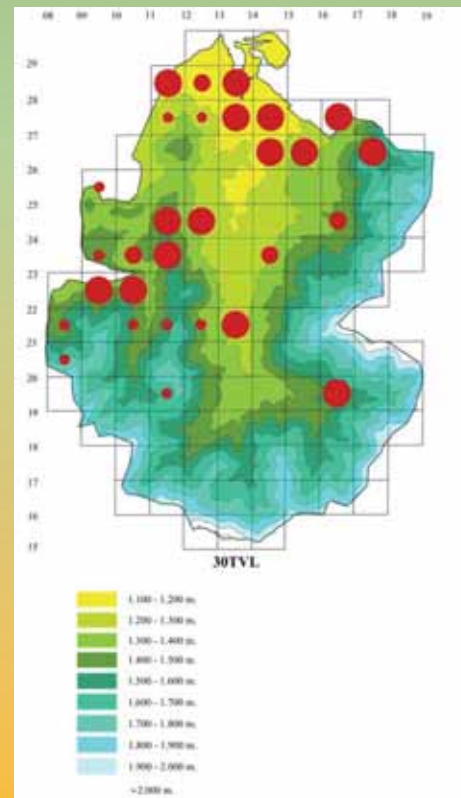 08 09 10 11 12 13 14 15 16 17 18 19
29
28
27
26
25
24
23
22
21
20
19
18
17
16
15
30TVL
1.100 - 1.200 m.
1.200 - 1.300 m.
1.300 - 1.400 m.
1.400 - 1.500 m.
1.500 - 1.600 m.
1.600 - 1.700 m.
1.700 - 1.800 m.
1.800 - 1.900 m.
1.900 - 2.000 m.
>2.000 m.